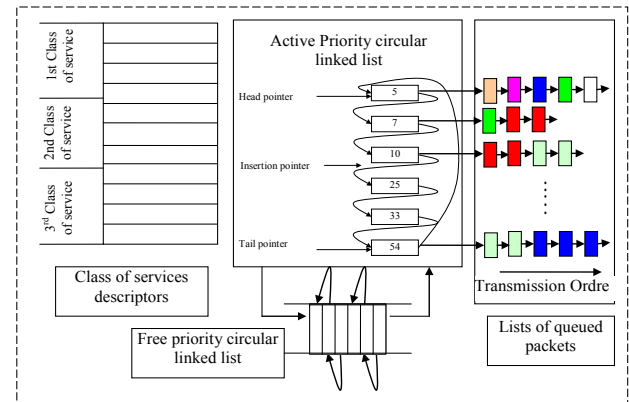 1st Class
of service
2nd Class
of service
3rd Class
of service
Class of services
descriptors
Active Priority circular
linked list
Head pointer
Insertion pointer
Tail pointer
5
7
10
25
33
54
Free priority circular
linked list
Transmission Ordre
Lists of queued
packets